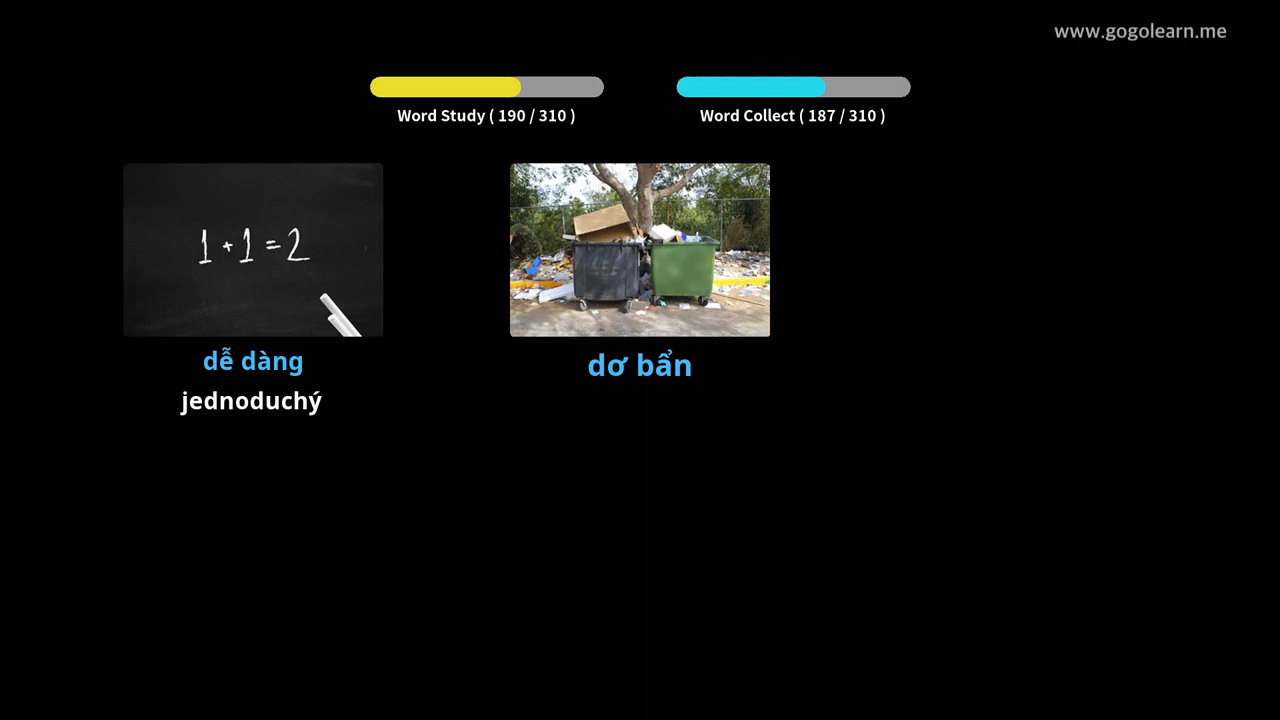 www.gogolearn.me
Word Study ( 190 / 310 )
Word Collect ( 187 / 310 )
1 + 1 = 2
dễ dàng
jednoduchý
dơ bẩn